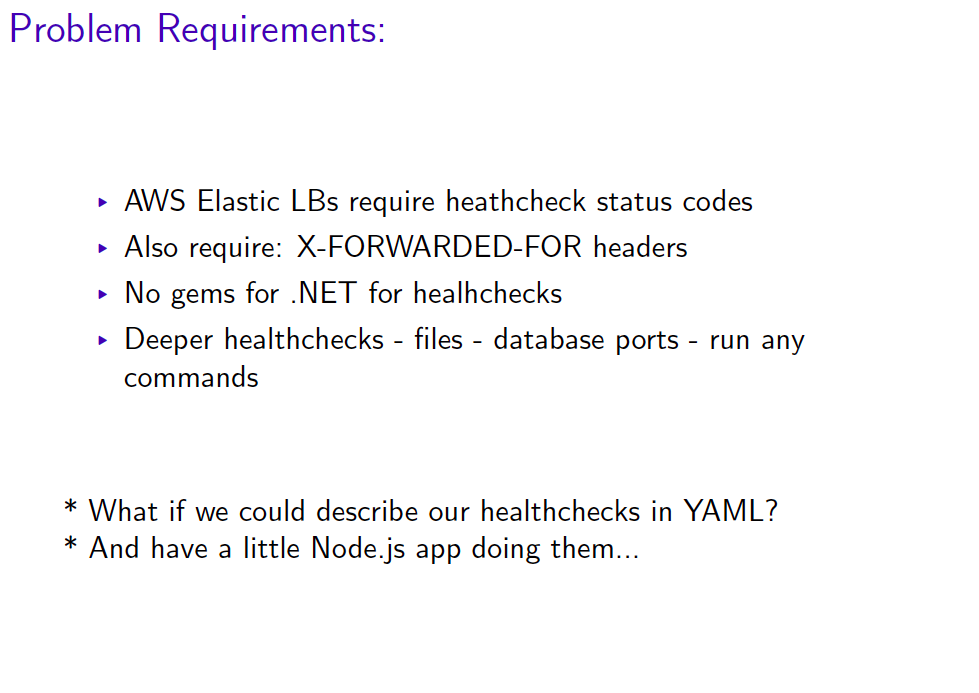 Problem Requirements:
AWS Elastic LBs require heathcheck status codes
Also require: X-FORWARDED-FOR headers
No gems for .NET for healhchecks
Deeper healthchecks - files - database ports - run any
commands
* What if we could describe our healthchecks in YAML?
* And have a little Node.js app doing them...